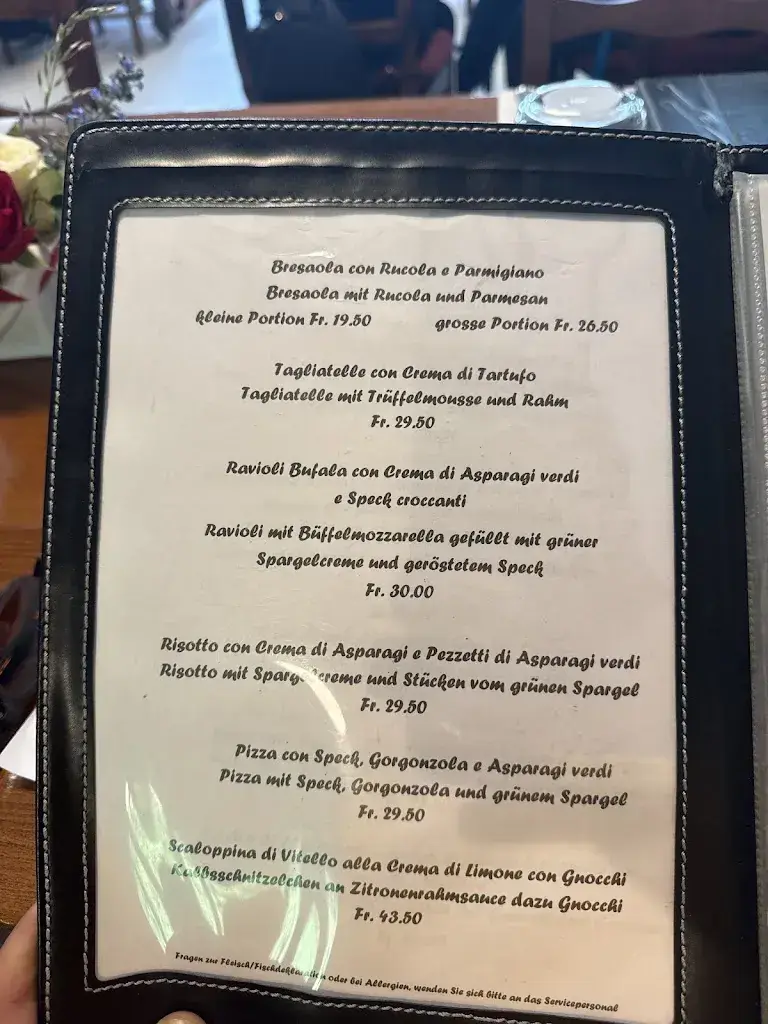 Bresaola con Rucola e Parmigiano
Bresaola mit Rucola und Parmesan
kleine Portion Fr. 19.50 grosse Portion Fr. 26.50
Tagliatelle con Crema di Tartufo
Tagliatelle mit Trüffelmousse und Rahm
Fr. 29.50
Ravioli Bufala con Crema di Asparagi verdi
e Speck croccanti
Ravioli mit Büffelmozzarella gefüllt mit grüner
Spargelcreme und geröstetem Speck
Fr. 30.00
Risotto con Crema di Asparagi e Pezzetti di Asparagi verdi
Risotto mit Spargelcreme und Stücken vom grünen Spargel
Fr. 29.50
Pizza con Speck, Gorgonzola e Asparagi verdi
Pizza mit Speck, Gorgonzola und grünem Spargel
Fr. 29.50
Scaloppina di Vitello alla Crema di Limone con Gnocchi
Kalbsschnitzelchen an Zitronenrahmsauce dazu Gnocchi
Fr. 43.50
Fragen zur Fleisch/Fischdeklaration oder bei Allergien, wenden Sie sich bitte an das Servicepersonal